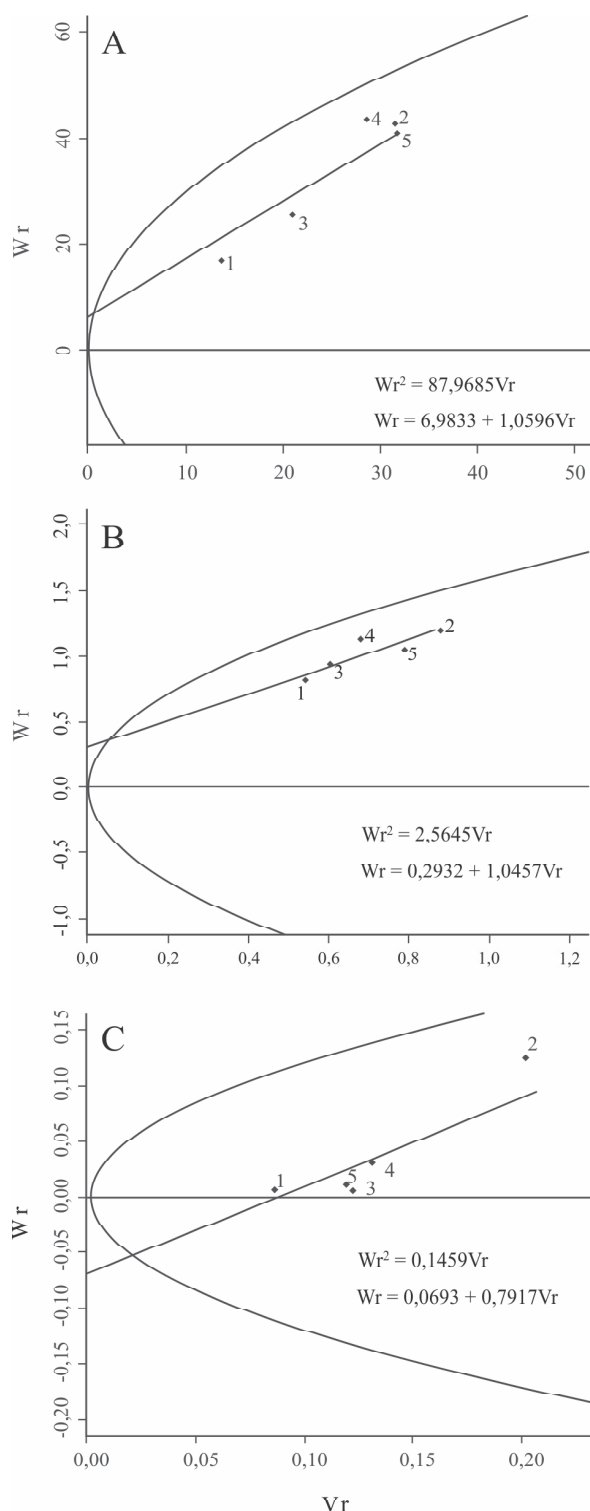 A
60
40
20
0
Wr
4
2
5
3
1
Wr² = 87,9685Vr
Wr = 6,9833 + 1,0596Vr
0 10 20 30 40 50
B
2,0
1,5
1,0
0,5
0,0
-0,5
-1,0
Wr
2
4
5
3
1
Wr² = 2,5645Vr
Wr = 0,2932 + 1,0457Vr
0,0 0,2 0,4 0,6 0,8 1,0 1,2
C
0,15
0,10
0,05
0,00
-0,05
-0,10
-0,15
-0,20
Wr
2
1
5
4
3
Wr² = 0,1459Vr
Wr = 0,0693 + 0,7917Vr
0,00 0,05 0,10 0,15 0,20
Vr